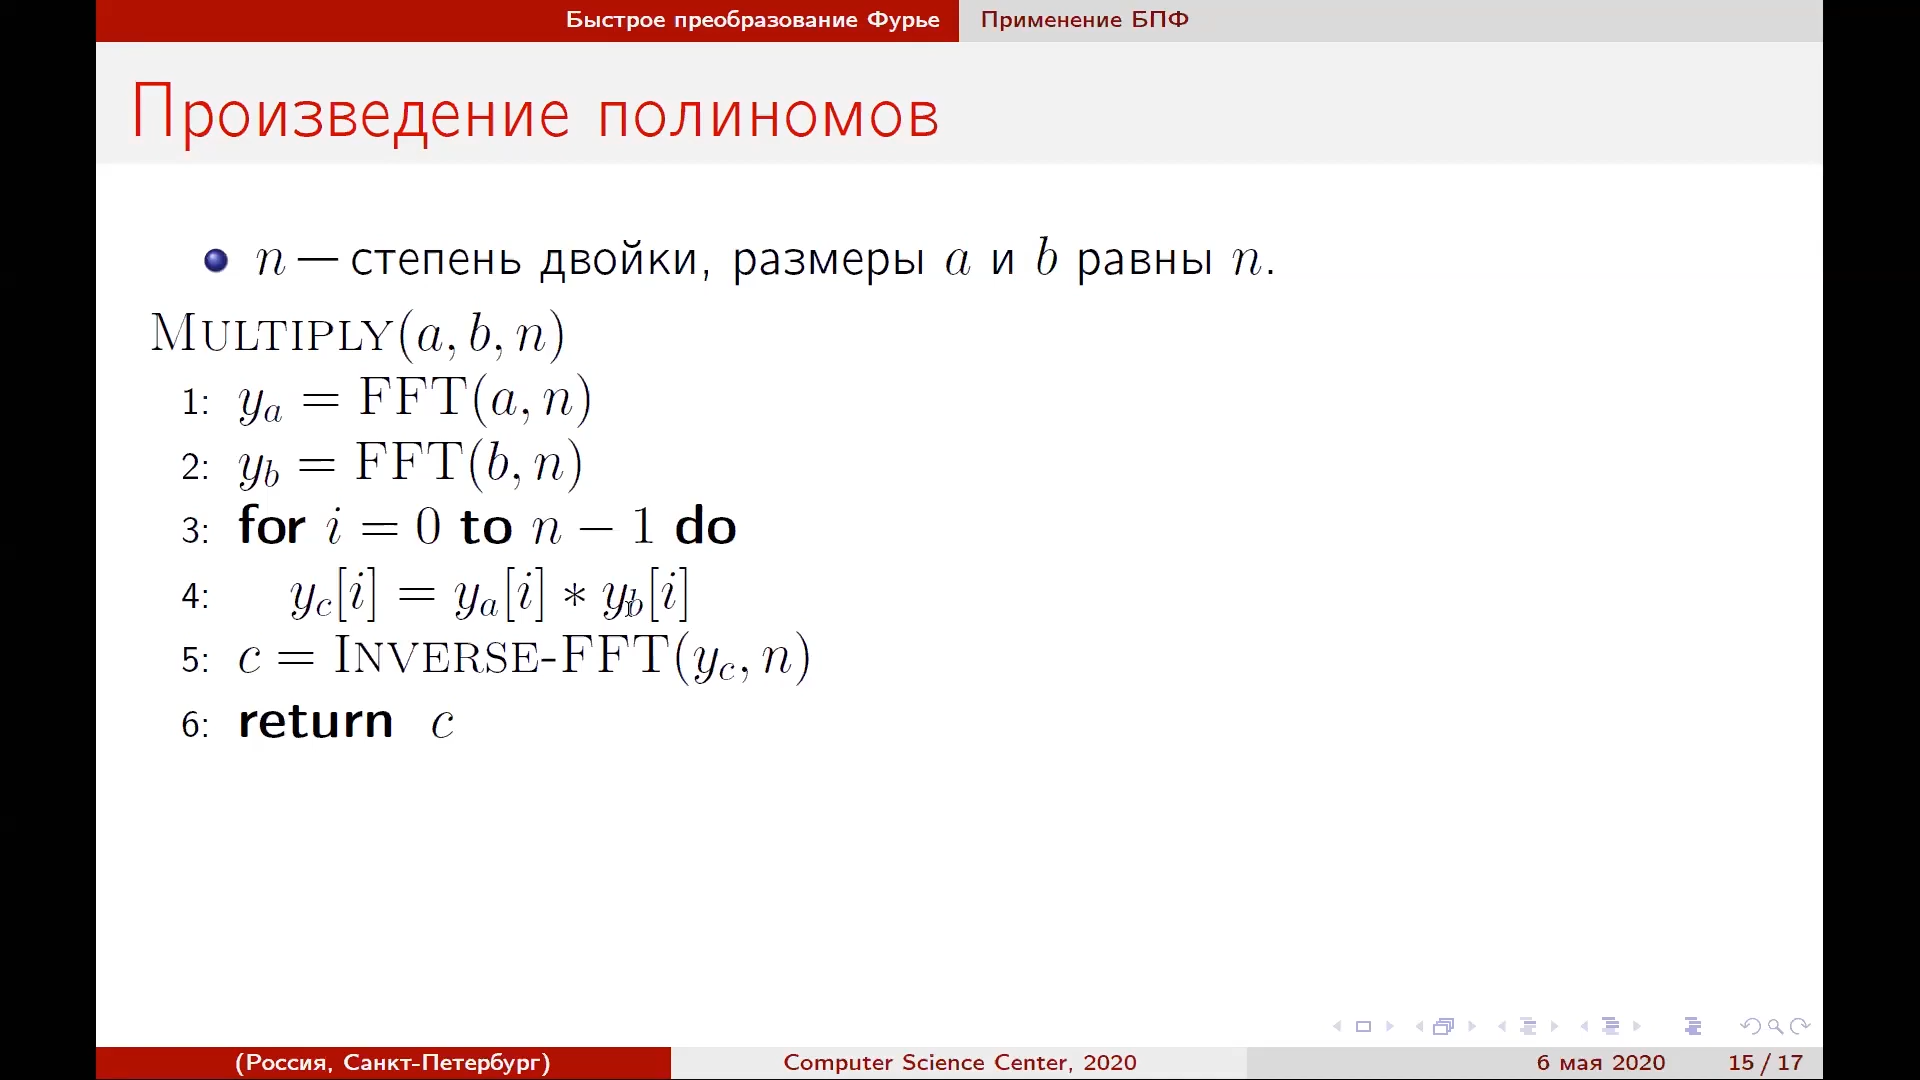 Быстрое преобразование Фурье Применение БПФ
Произведение полиномов
n — степень двойки, размеры a и b равны n.
MULTIPLY(a, b, n)
1: y_a = FFT(a, n)
2: y_b = FFT(b, n)
3: for i = 0 to n − 1 do
4: y_c[i] = y_a[i] ∗ y_b[i]
5: c = INVERSE-FFT(y_c, n)
6: return c
(Россия, Санкт-Петербург) Computer Science Center, 2020 6 мая 2020 15 / 17